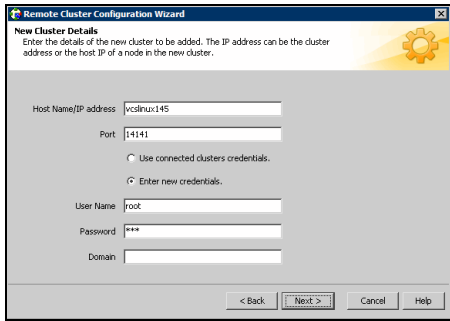 Remote Cluster Configuration Wizard
New Cluster Details
Enter the details of the new cluster to be added. The IP address can be the cluster
address or the host IP of a node in the new cluster.
Host Name/IP address vcslinux145
Port 14141
Use connected clusters credentials.
Enter new credentials.
User Name root
Password ***
Domain
< Back Next > Cancel Help